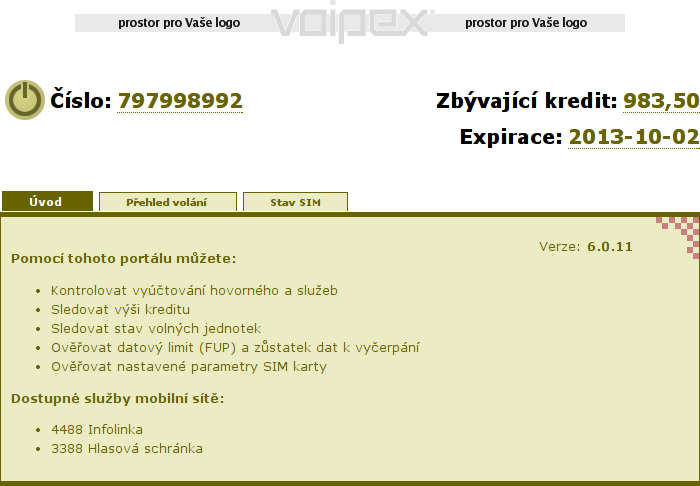 prostor pro Vaše logo voipex prostor pro Vaše logo
Číslo: 797998992 Zbývající kredit: 983,50
Expirace: 2013-10-02
Úvod Přehled volání Stav SIM
Verze: 6.0.11
Pomocí tohoto portálu můžete:
• Kontrolovat vyúčtování hovorného a služeb
• Sledovat výši kreditu
• Sledovat stav volných jednotek
• Ověřovat datový limit (FUP) a zůstatek dat k vyčerpání
• Ověřovat nastavené parametry SIM karty
Dostupné služby mobilní sítě:
• 4488 Infolinka
• 3388 Hlasová schránka